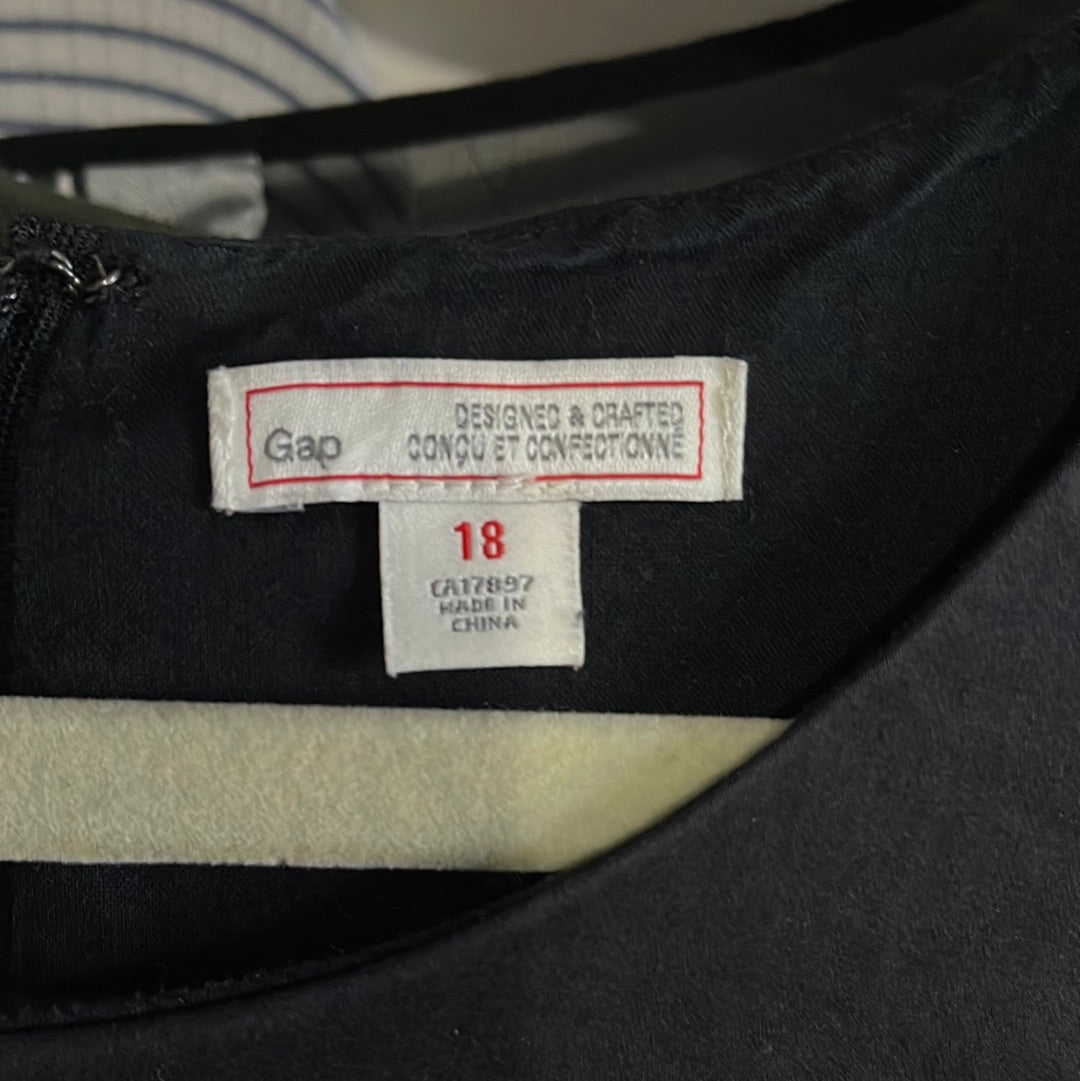 Gap
DESIGNED & CRAFTED
CONÇU ET CONFECTIONNÉ
18
CA17897
MADE IN
CHINA